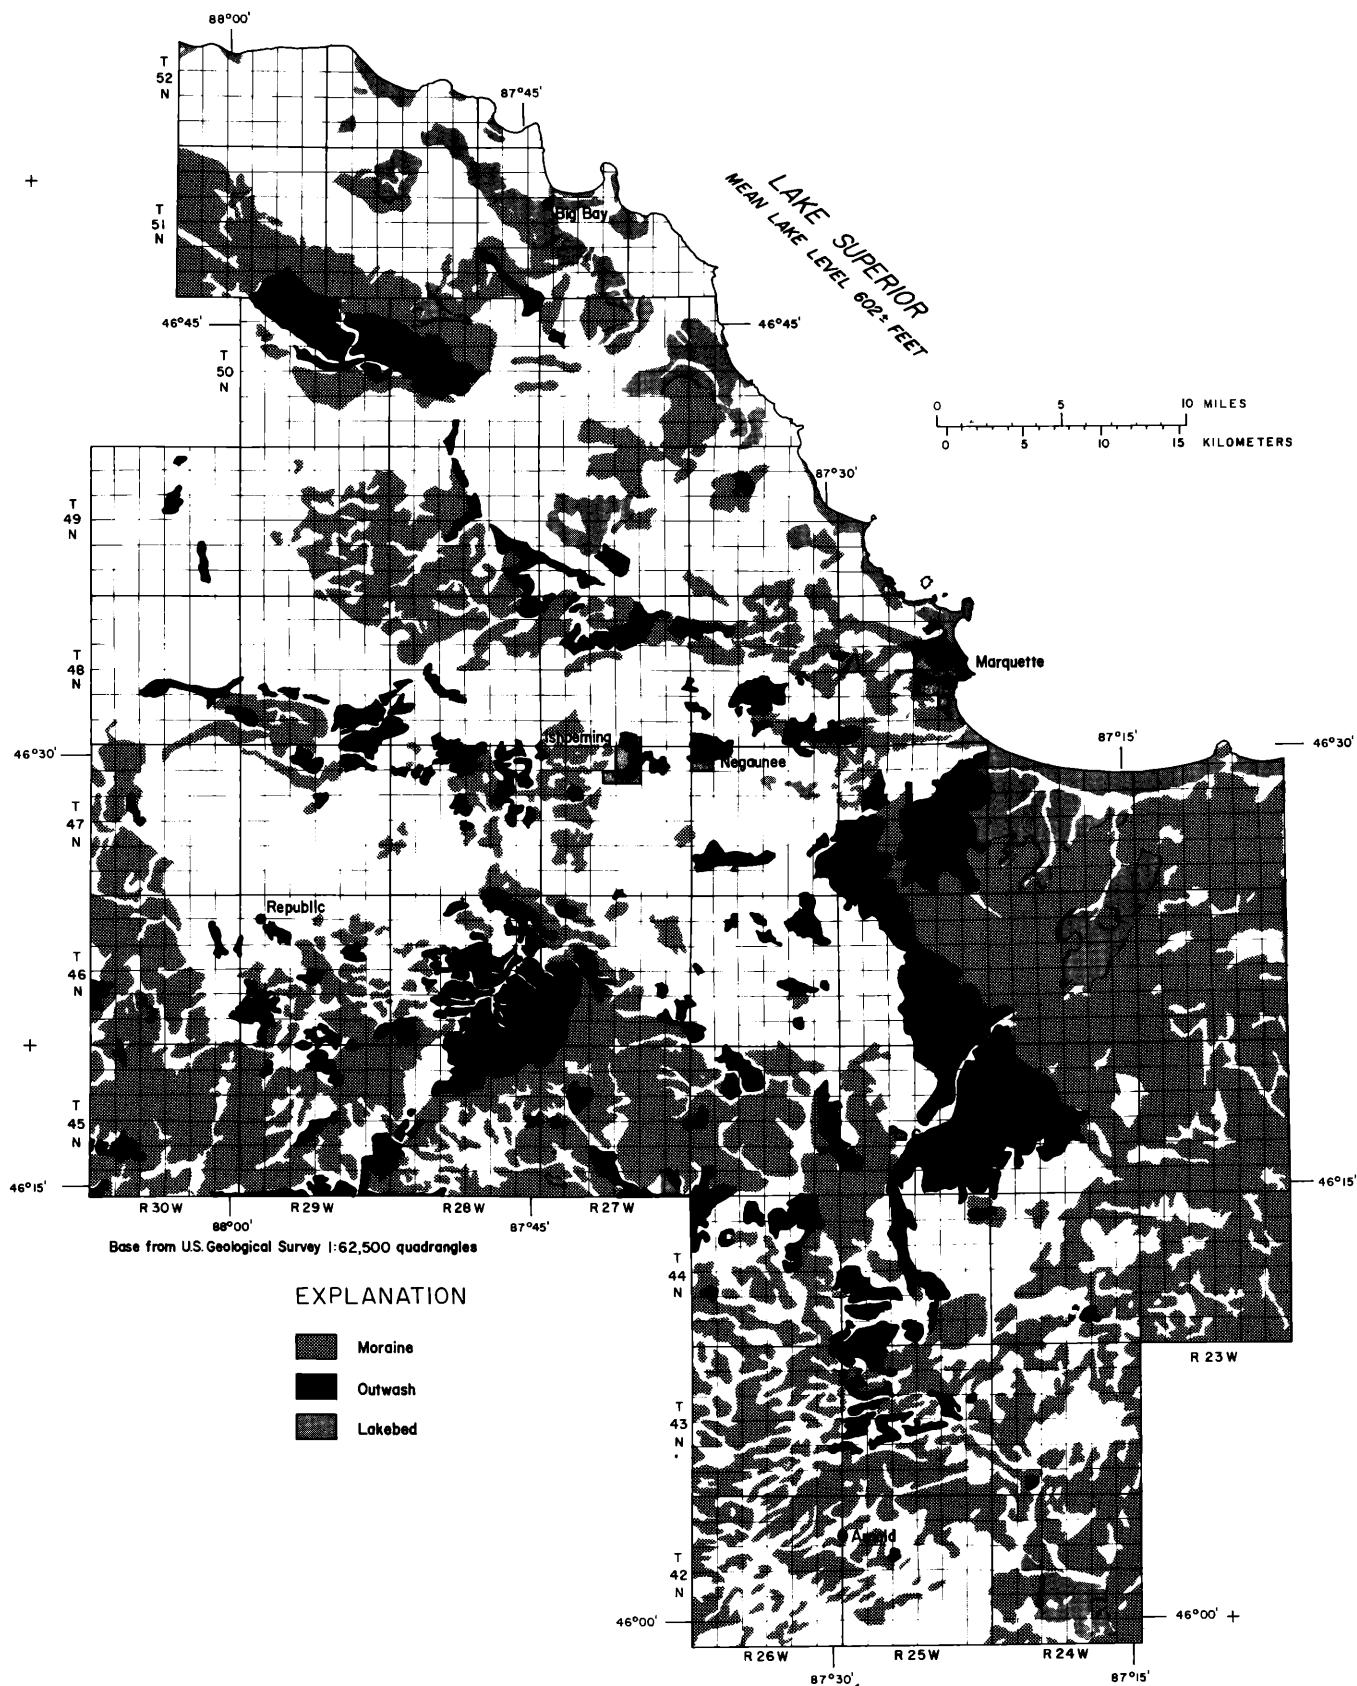 88°00'
T
52
N
87°45'
LAKE SUPERIOR
MEAN LAKE LEVEL 602± FEET
T
51
N
Big Bay
46°45'
46°45'
T
50
N
0 5 10 MILES
0 5 10 15 KILOMETERS
87°30'
T
49
N
T
48
N
Marquette
46°30'
Ishpeming
Negaunee
87°15'
46°30'
T
47
N
Republic
T
46
N
T
45
N
46°15'
46°15'
R 30 W R 29 W R 28 W R 27 W
88°00' 87°45'
Base from U.S. Geological Survey 1:62,500 quadrangles
T
44
N
EXPLANATION
Moraine
Outwash
Lakebed
R 23 W
T
43
N
Arnold
T
42
N
46°00'
46°00'
R 26 W R 25 W R 24 W
87°30' 87°15'